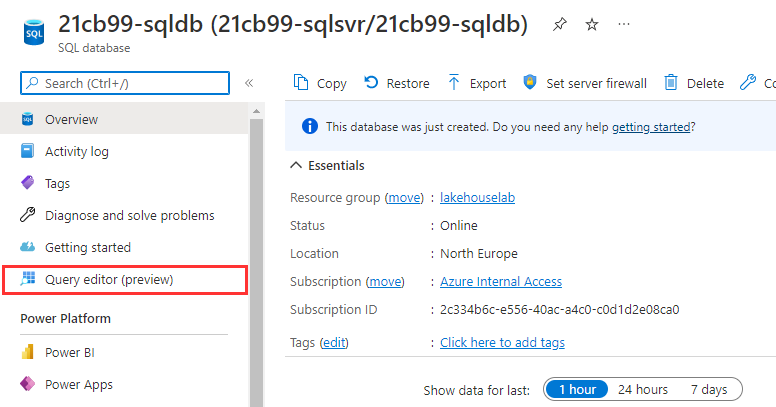 21cb99-sqldb (21cb99-sqlsvr/21cb99-sqldb)
SQL
SQL database
Search (Ctrl+/)
Overview
Activity log
Tags
Diagnose and solve problems
Getting started
Query editor (preview)
Power Platform
Power BI
Power Apps
Copy Restore Export Set server firewall Delete Co
This database was just created. Do you need any help getting started?
Essentials
Resource group (move) : lakehouselab
Status : Online
Location : North Europe
Subscription (move) : Azure Internal Access
Subscription ID : 2c334b6c-e556-40ac-a4c0-c0d1d2e08ca0
Tags (edit) : Click here to add tags
Show data for last: 1 hour 24 hours 7 days